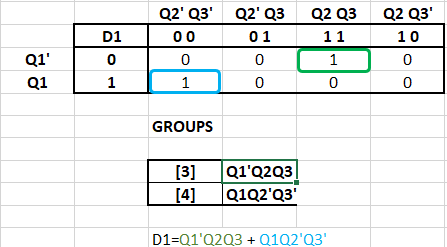 Q2' Q3' Q2' Q3 Q2 Q3 Q2 Q3'
D1 0 0 0 1 1 1 1 0
Q1' 0 0 0 1 0
Q1 1 1 0 0 0
GROUPS
[3] Q1'Q2Q3
[4] Q1Q2'Q3'
D1=Q1'Q2Q3 + Q1Q2'Q3'